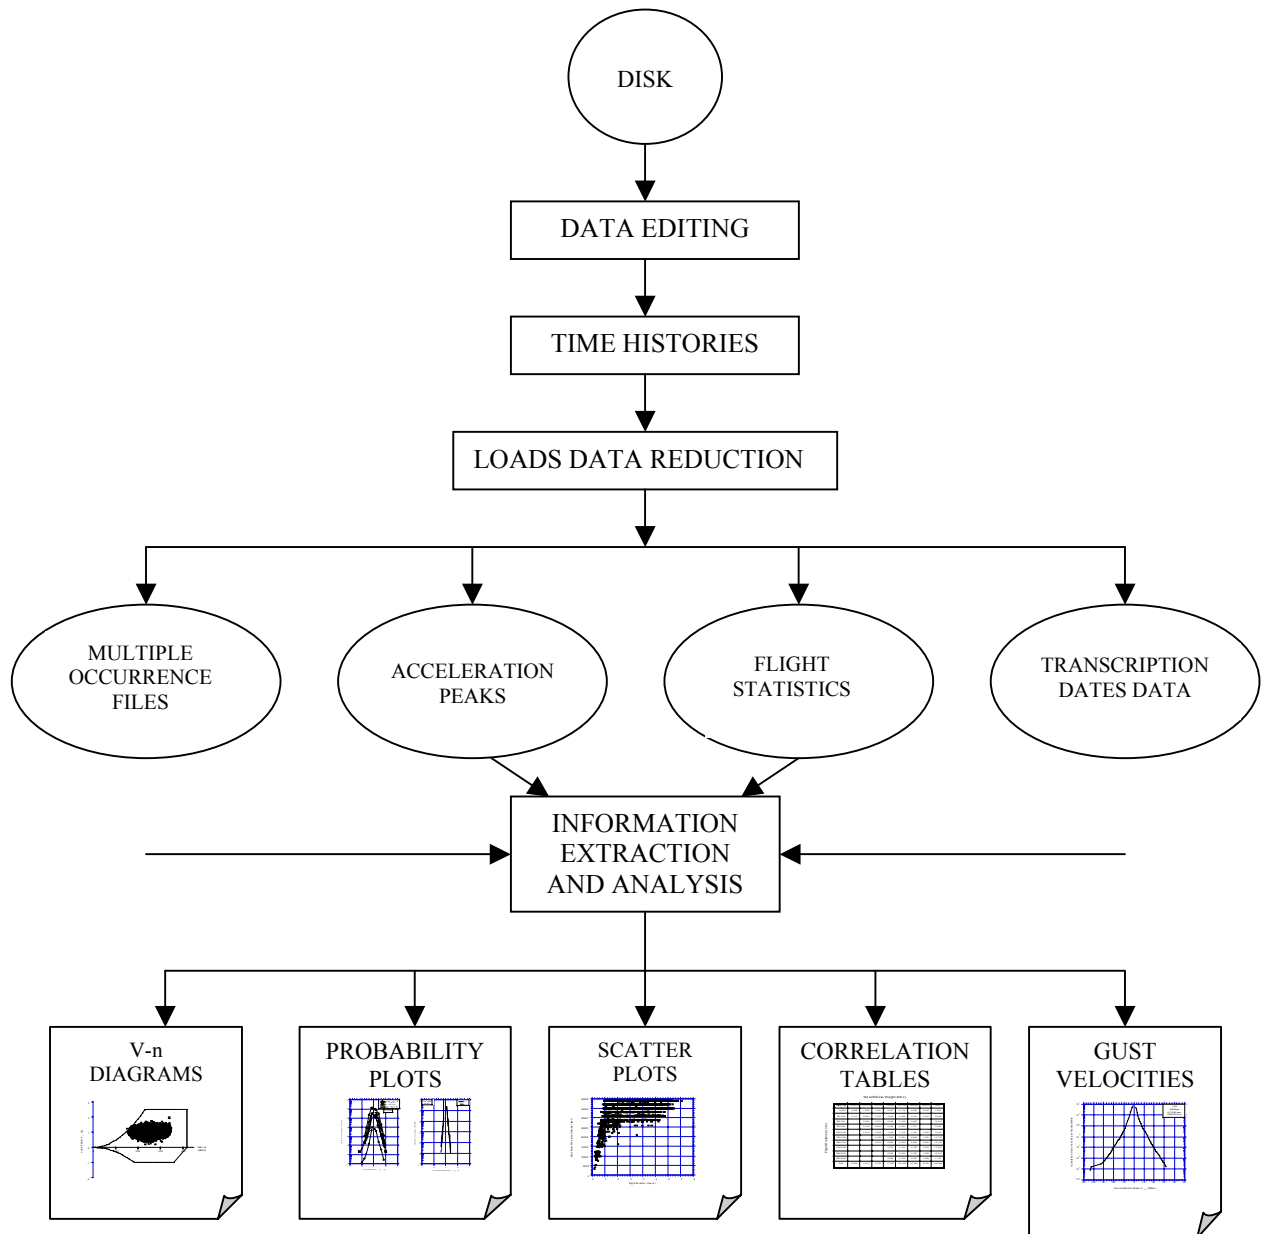 DISK
DATA EDITING
TIME HISTORIES
LOADS DATA REDUCTION
MULTIPLE
OCCURRENCE
FILES
ACCELERATION
PEAKS
FLIGHT
STATISTICS
TRANSCRIPTION
DATES DATA
INFORMATION
EXTRACTION
AND ANALYSIS
V-n
DIAGRAMS
PROBABILITY
PLOTS
SCATTER
PLOTS
CORRELATION
TABLES
GUST
VELOCITIES